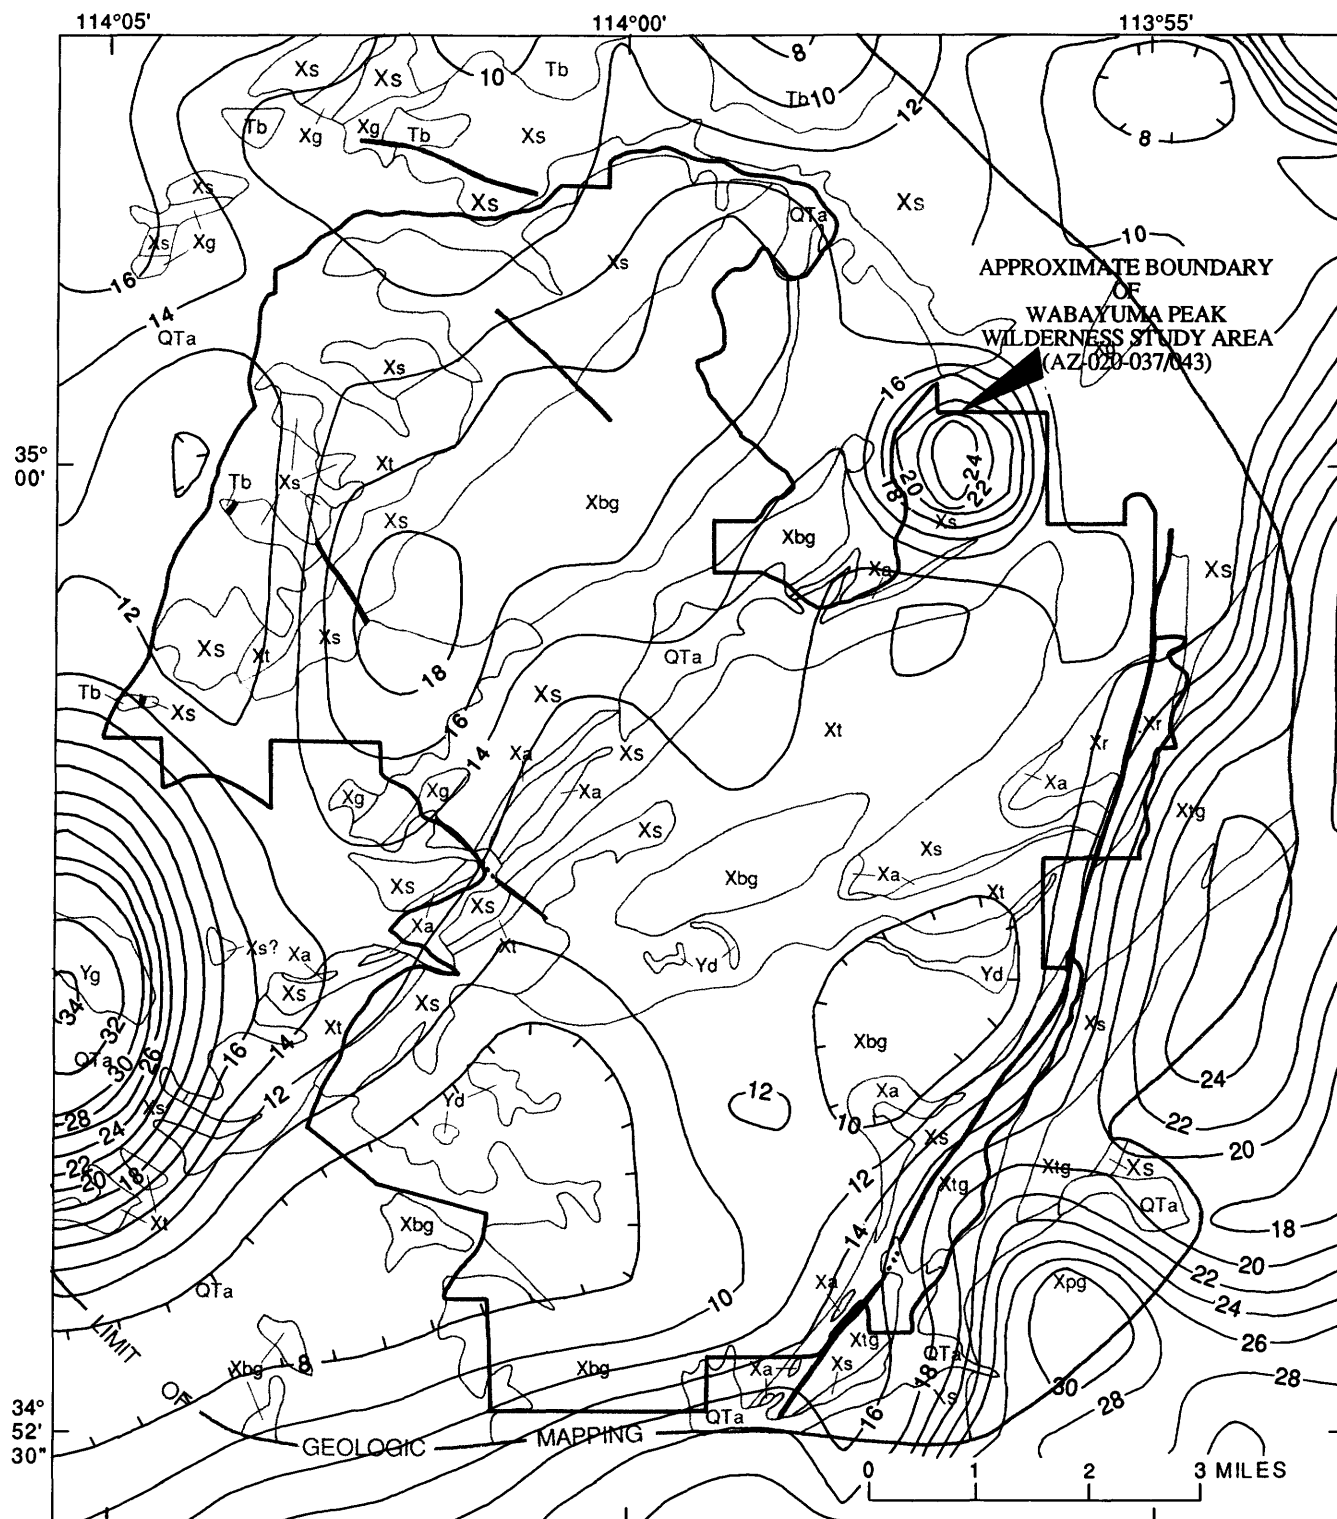 114°05'
114°00'
113°55'
Xs
Xs
10
Tb
8
Tb
10
12
8
Tb
Xg
Xg
Tb
Xs
Xs
Xs
Xs
QTa
Xs
Xs
Xg
Xs
10
16
14
QTa
APPROXIMATE BOUNDARY
OF
WABAYUMA PEAK
WILDERNESS STUDY AREA
(AZ-020-037/043)
Xg
Xs
16
35°
00'
Tb
Xs
Xt
Xbg
18
20
24
22
Xs
Xs
Xbg
Xa
Xs
12
Xs
Xt
Xs
QTa
18
Tb
Xs
Xs
16
14
Xa
Xs
Xt
Xr
Xr
Xg
Xg
Xa
Xa
Xtg
Xs
Xs
Xs
Xbg
Xa
Xt
Xs
Xa
Xt
Xs?
Xa
Yd
Yd
Yg
34
32
30
26
QTa
Xs
Xs
Xt
16
14
Xs
Xbg
24
12
12
Yd
Xa
10
Xs
22
20
28
Xs
24
22
20
18
Xt
12
Xtg
Xtg
Xs
QTa
Xbg
14
18
20
22
24
26
QTa
Xa
Xpg
10
LIMIT
OF
Xbg
8
Xbg
Xa
Xtg
Xs
QTa
18
Xs
30
28
28
QTa
16
34°
52'
30"
GEOLOGIC
MAPPING
0
1
2
3 MILES